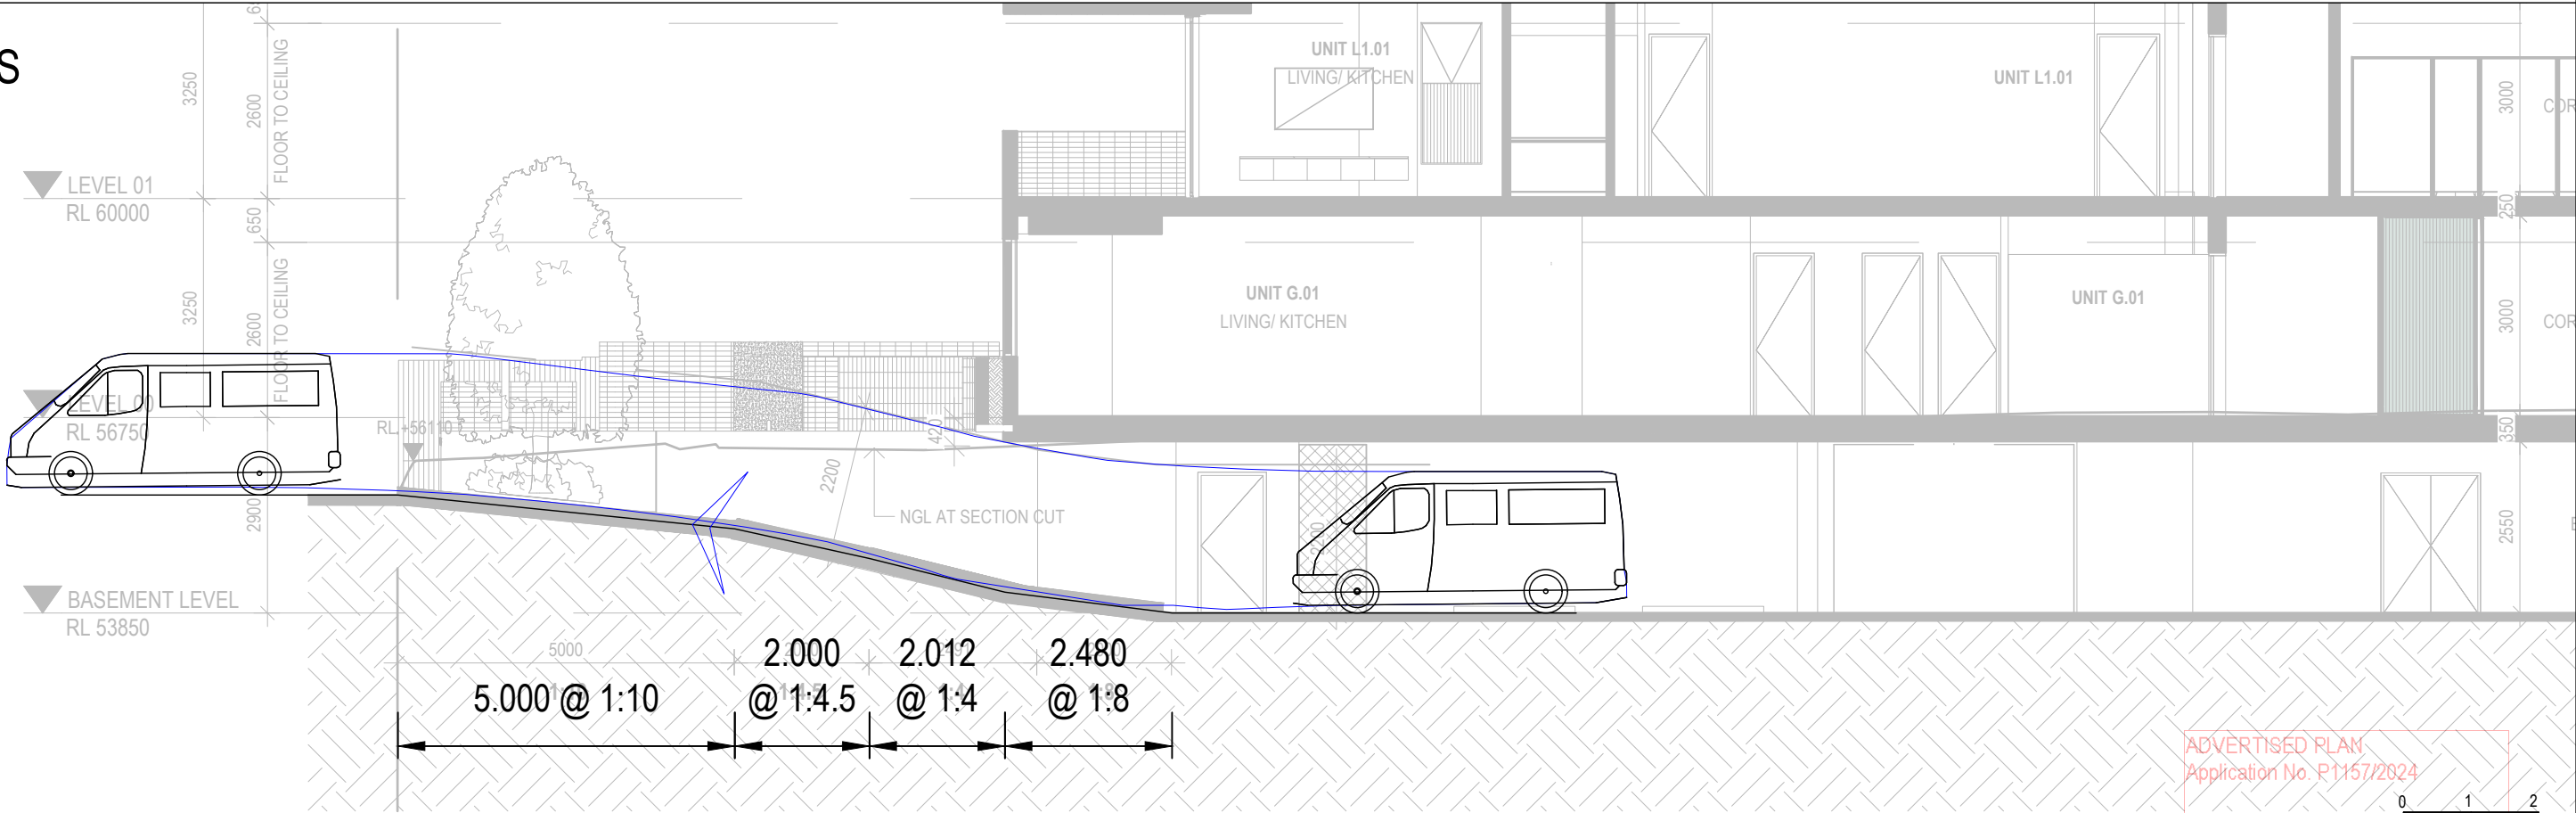 S
UNIT L1.01
LIVING/ KITCHEN
UNIT L1.01
3250
2600
FLOOR TO CEILING
3000
LEVEL 01
RL 60000
650
250
UNIT G.01
LIVING/ KITCHEN
UNIT G.01
3250
2600
FLOOR TO CEILING
3000
LEVEL 00
RL 56750
RL +56110
420
350
2200
2900
NGL AT SECTION CUT
2200
2550
BASEMENT LEVEL
RL 53850
5000
2.000
2.012
2.480
5.000 @ 1:10
@ 1:4.5
@ 1:4
@ 1:8
ADVERTISED PLAN
Application No. P1157/2024
0 1 2